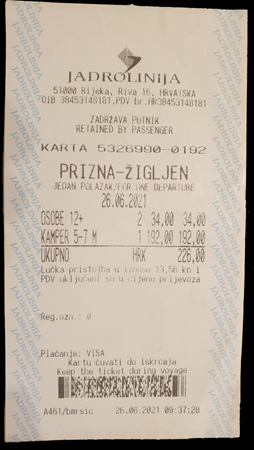 JADROLINIJA
51000 Rijeka, Riva 16, HRVATSKA
OIB 38453148181,PDV br.HR38453148181
ZADRŽAVA PUTNIK
RETAINED BY PASSENGER
KARTA 5326990-0192
PRIZNA-ŽIGLJEN
JEDAN POLAZAK/FOR ONE DEPARTURE
26.06.2021
OSOBE 12+ 2 34,00 34,00
KAMPER 5-7 M 1 192,00 192,00
UKUPNO HRK 226,00
Lučka pristojba u iznosu 13,56 kn i
PDV uključeni su u cijenu prijevoza
Reg.ozn.: 0
Plaćanje: VISA
Kartu čuvati do iskrcaja
Keep the ticket during voyage
A461/bmrsic 26.06.2021 09:37:28